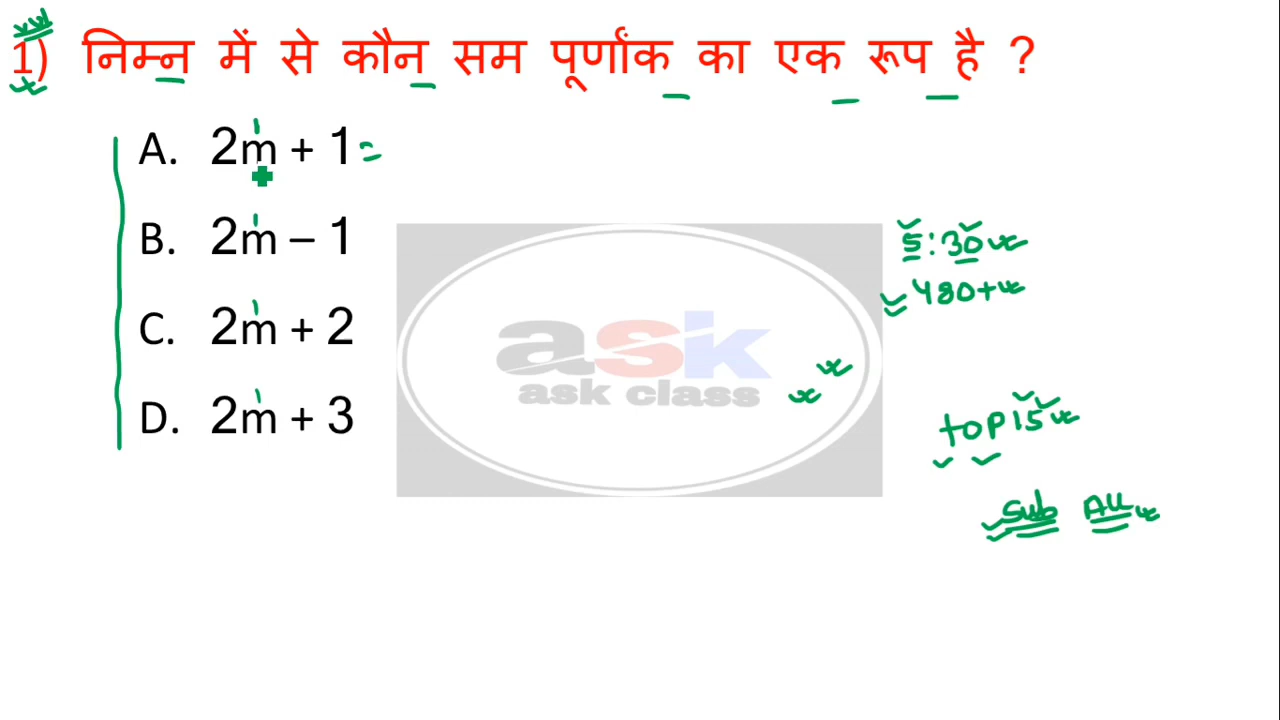 1) निम्न में से कौन सम पूर्णांक का एक रूप है ?
A. 2m + 1 =
B. 2m – 1
C. 2m + 2
D. 2m + 3
5:30
480+
top15
Sub All
ask
ask class